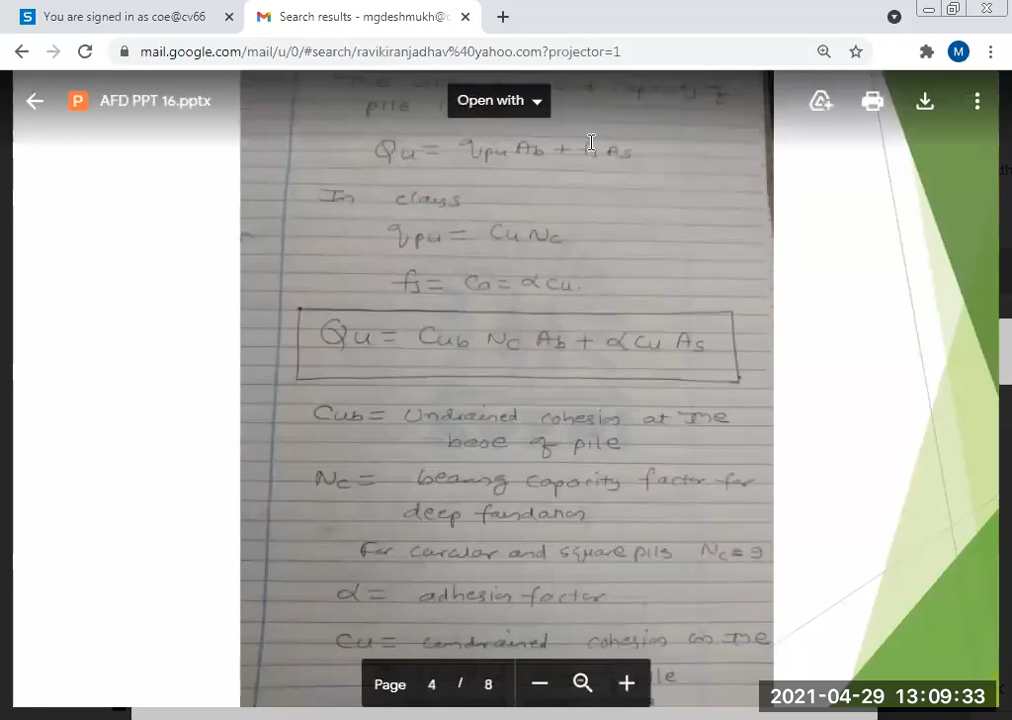 You are signed in as coe@cv66
Search results - mgdeshmukh@
mail.google.com/mail/u/0/#search/ravikiranjadhav%40yahoo.com?projector=1
M
P AFD PPT 16.pptx
Open with
pile
Qu = qpu Ab + fs As
In clays
qpu = Cu Nc
fs = Ca = α Cu.
Qu = Cub Nc Ab + α Cu As
Cub = Undrained cohesion at the
base of pile
Nc = bearing capacity factor for
deep
For circular and square pils Nc = 9
α = adhesion factor
Cu = undrained cohesion in the
Page 4 / 8
2021-04-29 13:09:33